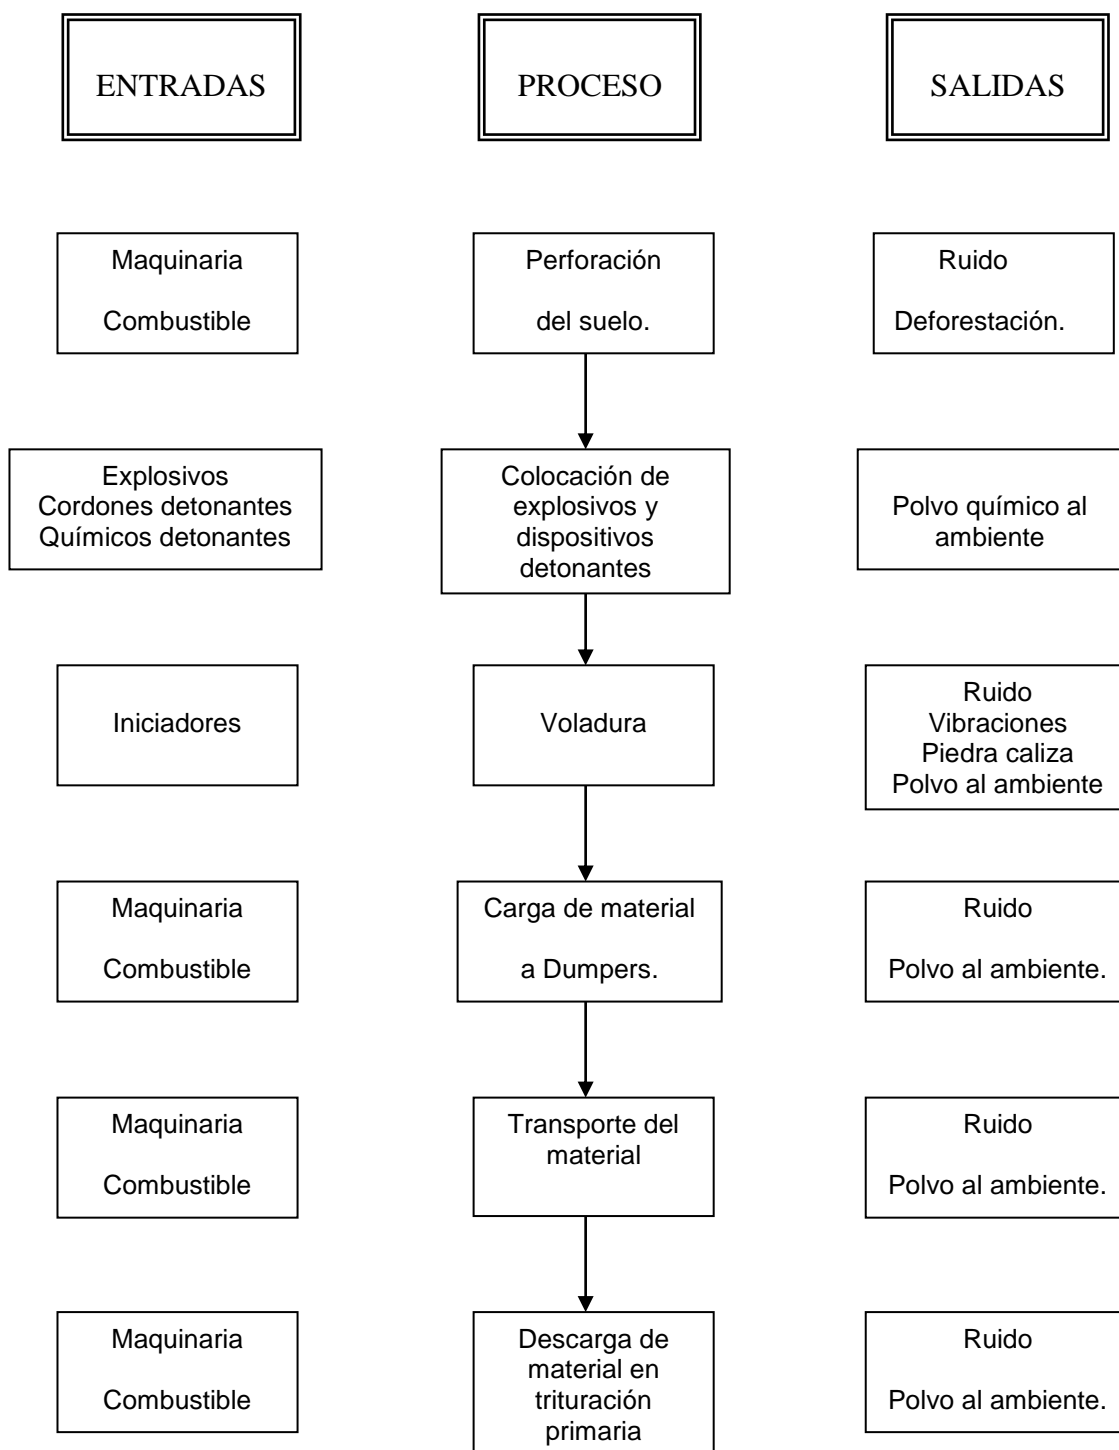 ENTRADAS
PROCESO
SALIDAS
Maquinaria
Combustible
Perforación
del suelo.
Ruido
Deforestación.
Explosivos
Cordones detonantes
Químicos detonantes
Colocación de
explosivos y
dispositivos
detonantes
Polvo químico al
ambiente
Iniciadores
Voladura
Ruido
Vibraciones
Piedra caliza
Polvo al ambiente
Maquinaria
Combustible
Carga de material
a Dumpers.
Ruido
Polvo al ambiente.
Maquinaria
Combustible
Transporte del
material
Ruido
Polvo al ambiente.
Maquinaria
Combustible
Descarga de
material en
trituración
primaria
Ruido
Polvo al ambiente.